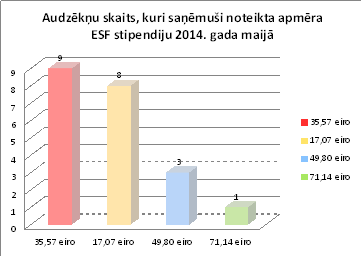 Audzēkņu skaits, kuri saņēmuši noteikta apmēra
ESF stipendiju 2014. gada maijā
9
8
3
1
9
8
7
6
5
4
3
2
1
0
35,57 eiro
17,07 eiro
49,80 eiro
71,14 eiro
35,57 eiro
17,07 eiro
49,80 eiro
71,14 eiro